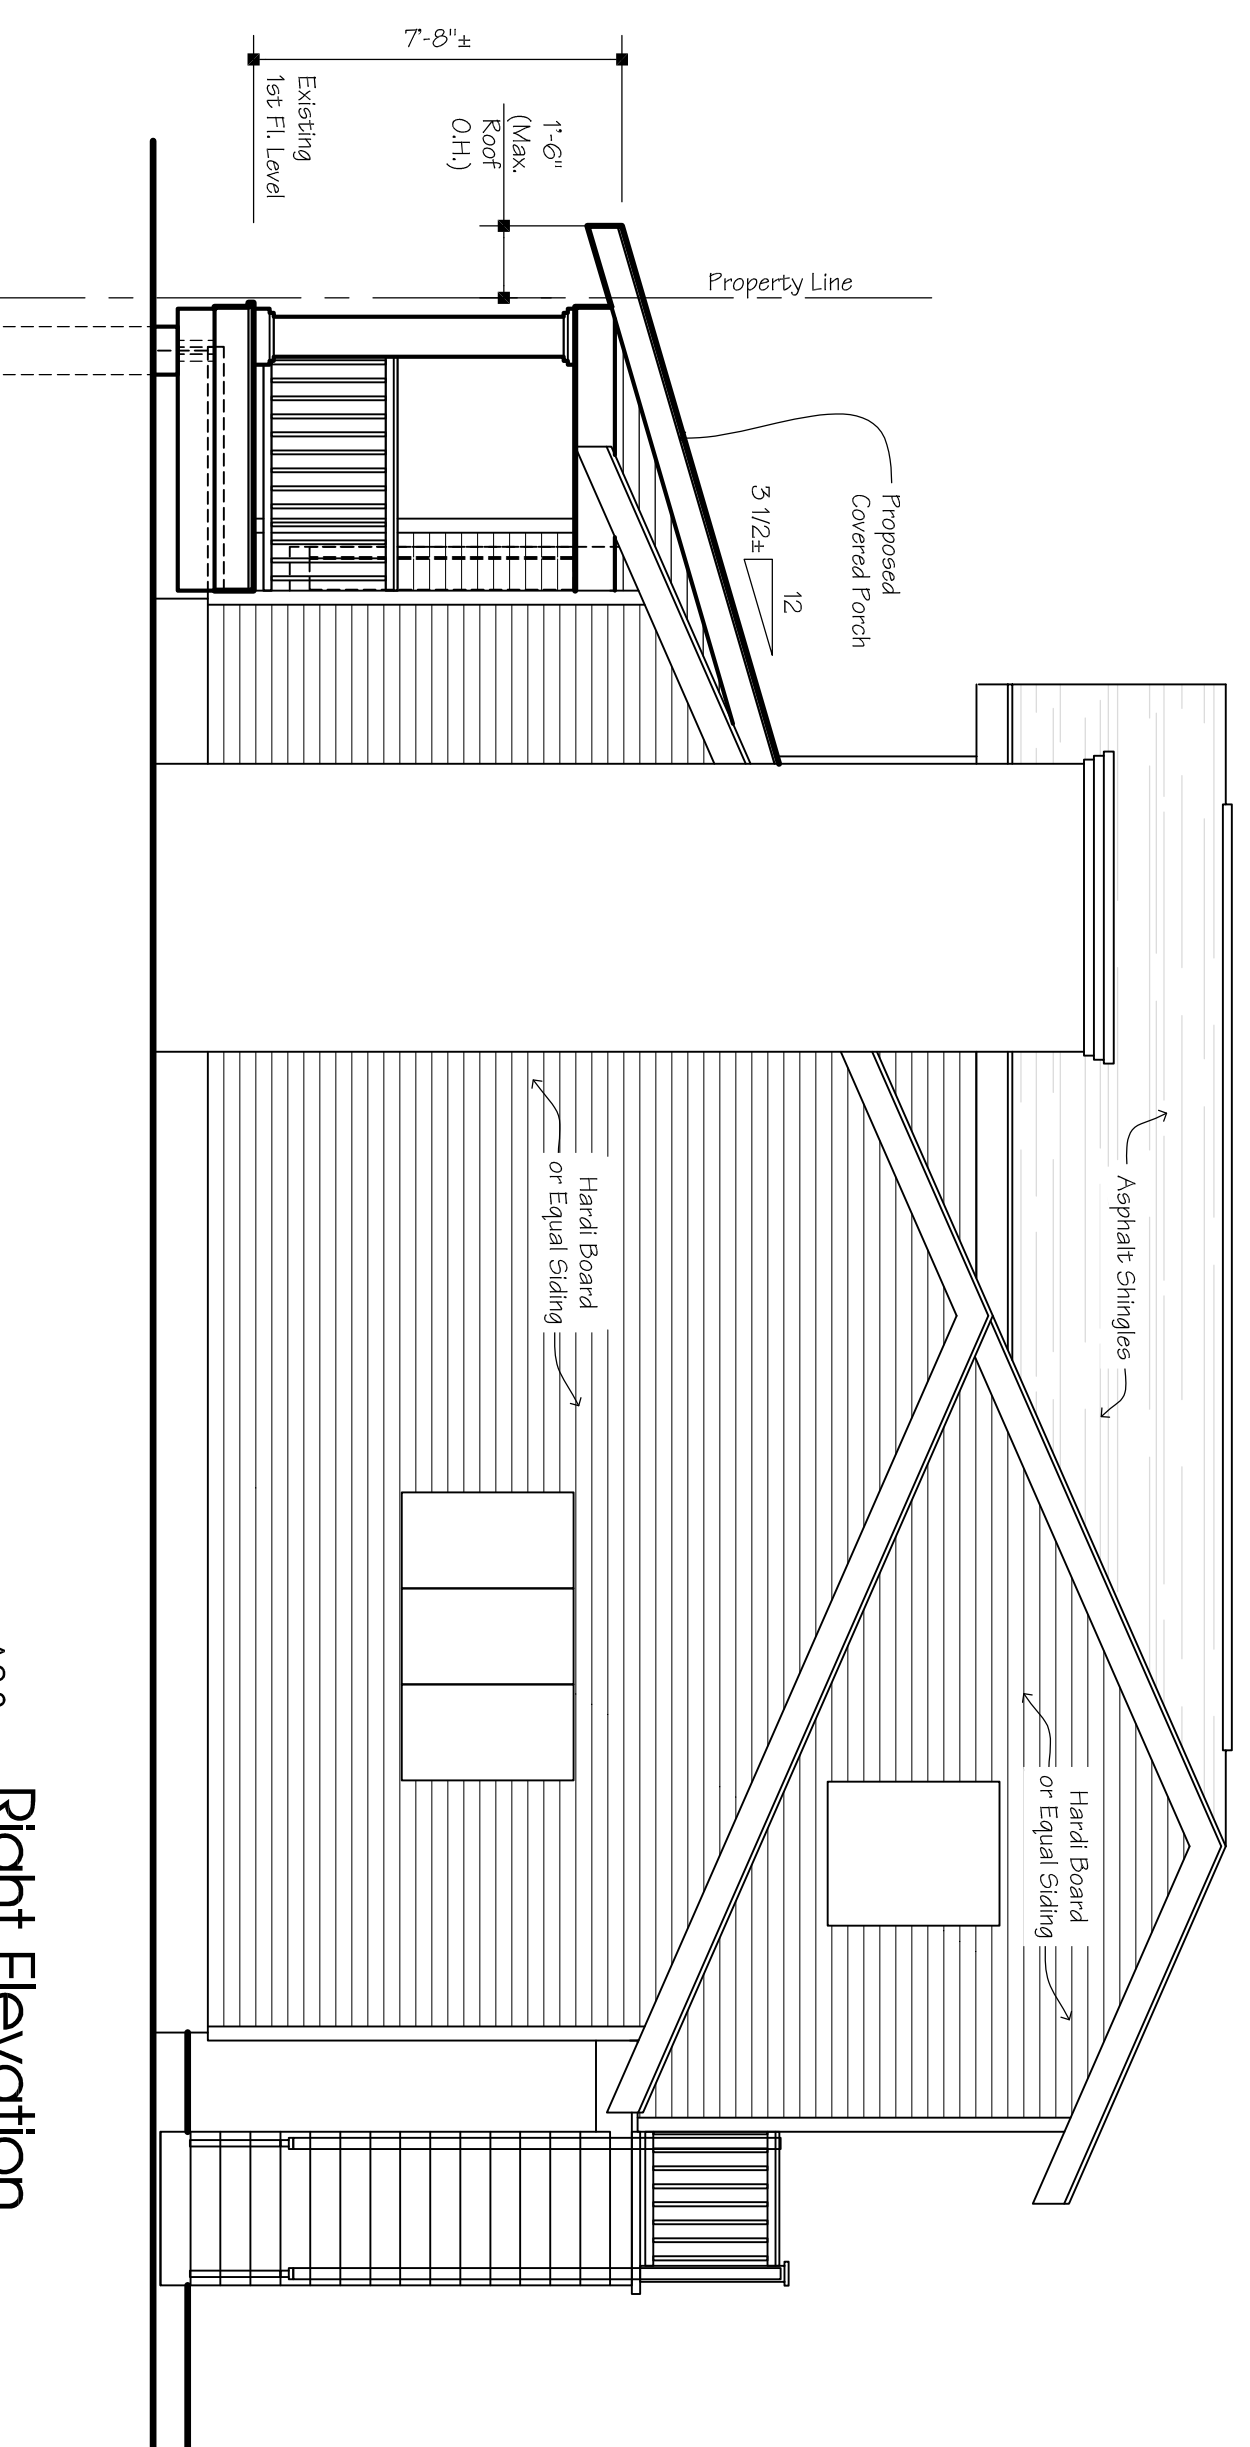 7'-8"±
Existing
1st Fl. Level
1'-6"
(Max.
Roof
O.H.)
Property Line
Proposed
Covered Porch
12
3 1/2±
Asphalt Shingles
Hardi Board
or Equal Siding
Hardi Board
or Equal Siding
Right Elevation